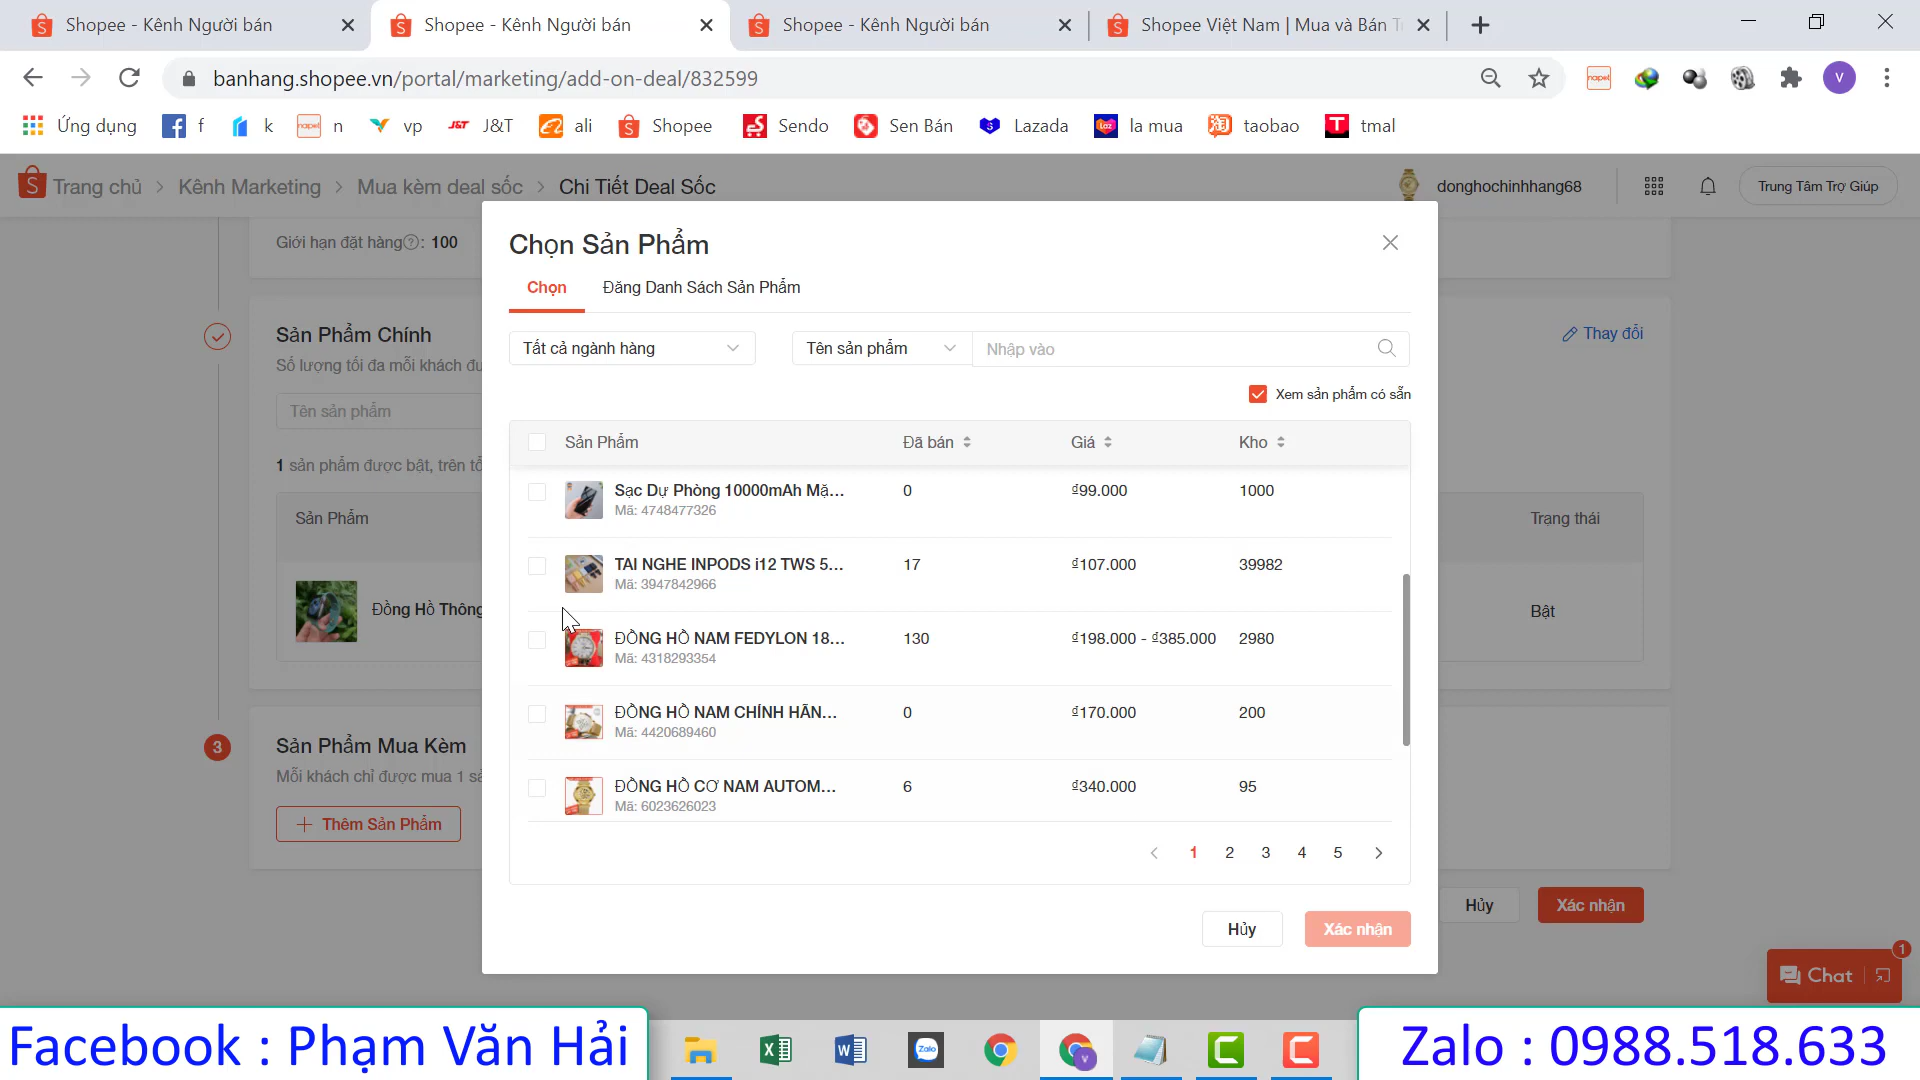 Shopee - Kênh Người bán
Shopee - Kênh Người bán
Shopee - Kênh Người bán
Shopee Việt Nam | Mua và Bán
banhang.shopee.vn/portal/marketing/add-on-deal/832599
V
Ứng dụng
f
k
n
vp
J&T
ali
Shopee
Sendo
Sen Bán
Lazada
la mua
taobao
tmal
Trang chủ > Kênh Marketing > Mua kèm deal sốc > Chi Tiết Deal Sốc
donghochinhhang68
Trung Tâm Trợ Giúp
Giới hạn đặt hàng : 100
Sản Phẩm Chính
Số lượng tối đa mỗi khách
Thay đổi
Tên sản phẩm
1 sản phẩm được bật, trên
Sản Phẩm
Trạng thái
Đồng Hồ Thông
Bật
3
Sản Phẩm Mua Kèm
Mỗi khách chỉ được mua 1
Thêm Sản Phẩm
Hủy
Xác nhận
Chọn Sản Phẩm
Chọn
Đăng Danh Sách Sản Phẩm
Tất cả ngành hàng
Tên sản phẩm
Nhập vào
Xem sản phẩm có sẵn
Sản Phẩm
Đã bán
Giá
Kho
Sạc Dự Phòng 10000mAh Mặ...
0
₫99.000
1000
Mã: 4748477326
TAI NGHE INPODS i12 TWS 5...
17
₫107.000
39982
Mã: 3947842966
ĐỒNG HỒ NAM FEDYLON 18...
130
₫198.000 - ₫385.000
2980
Mã: 4318293354
ĐỒNG HỒ NAM CHÍNH HÃN...
0
₫170.000
200
Mã: 4420689460
ĐỒNG HỒ CƠ NAM AUTOM...
6
₫340.000
95
Mã: 6023626023
1 2 3 4 5
Hủy
Xác nhận
Chat
1
Facebook : Phạm Văn Hải
Zalo
Zalo : 0988.518.633